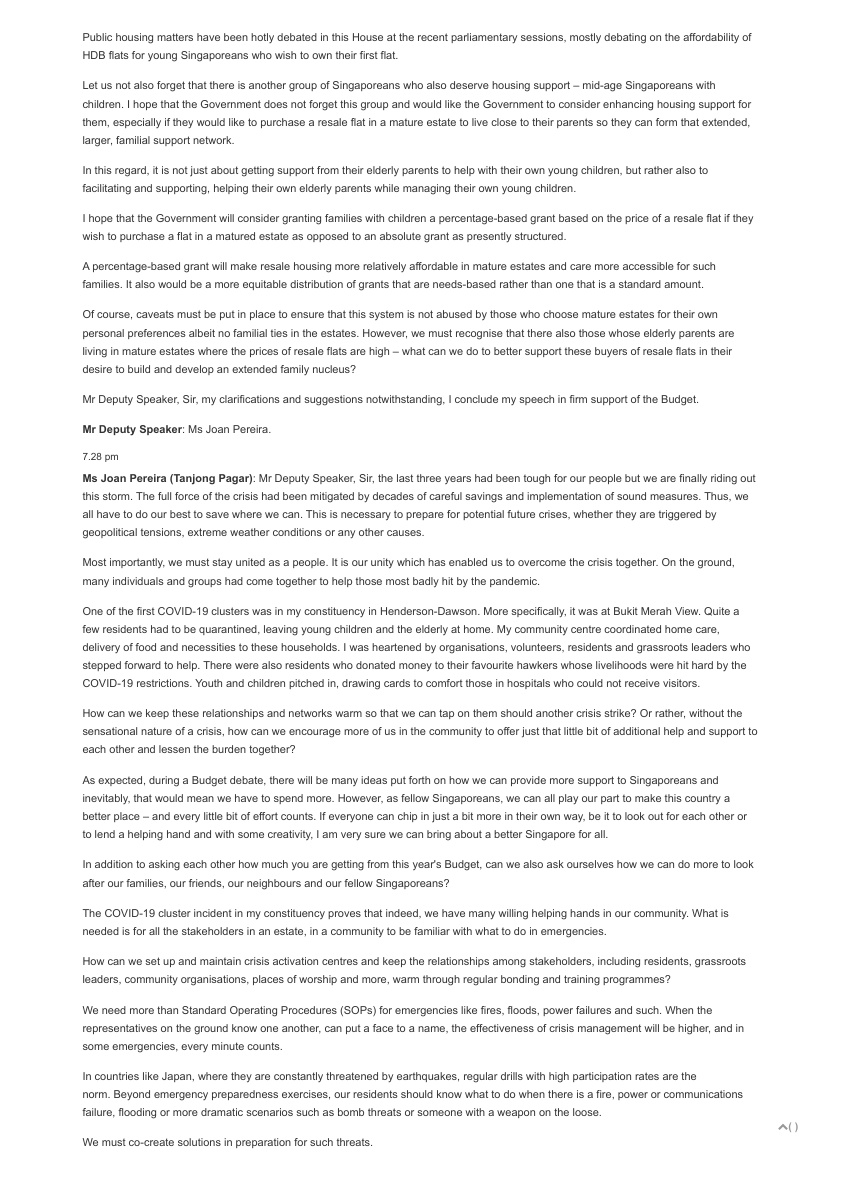 Public housing matters have been hotly debated in this House at the recent parliamentary sessions, mostly debating on the affordability of
HDB flats for young Singaporeans who wish to own their first flat.
Let us not also forget that there is another group of Singaporeans who also deserve housing support – mid-age Singaporeans with
children. I hope that the Government does not forget this group and would like the Government to consider enhancing housing support for
them, especially if they would like to purchase a resale flat in a mature estate to live close to their parents so they can form that extended,
larger, familial support network.
In this regard, it is not just about getting support from their elderly parents to help with their own young children, but rather also to
facilitating and supporting, helping their own elderly parents while managing their own young children.
I hope that the Government will consider granting families with children a percentage-based grant based on the price of a resale flat if they
wish to purchase a flat in a matured estate as opposed to an absolute grant as presently structured.
A percentage-based grant will make resale housing more relatively affordable in mature estates and care more accessible for such
families. It also would be a more equitable distribution of grants that are needs-based rather than one that is a standard amount.
Of course, caveats must be put in place to ensure that this system is not abused by those who choose mature estates for their own
personal preferences albeit no familial ties in the estates. However, we must recognise that there also those whose elderly parents are
living in mature estates where the prices of resale flats are high – what can we do to better support these buyers of resale flats in their
desire to build and develop an extended family nucleus?
Mr Deputy Speaker, Sir, my clarifications and suggestions notwithstanding, I conclude my speech in firm support of the Budget.
Mr Deputy Speaker: Ms Joan Pereira.
7.28 pm
Ms Joan Pereira (Tanjong Pagar): Mr Deputy Speaker, Sir, the last three years had been tough for our people but we are finally riding out
this storm. The full force of the crisis had been mitigated by decades of careful savings and implementation of sound measures. Thus, we
all have to do our best to save where we can. This is necessary to prepare for potential future crises, whether they are triggered by
geopolitical tensions, extreme weather conditions or any other causes.
Most importantly, we must stay united as a people. It is our unity which has enabled us to overcome the crisis together. On the ground,
many individuals and groups had come together to help those most badly hit by the pandemic.
One of the first COVID-19 clusters was in my constituency in Henderson-Dawson. More specifically, it was at Bukit Merah View. Quite a
few residents had to be quarantined, leaving young children and the elderly at home. My community centre coordinated home care,
delivery of food and necessities to these households. I was heartened by organisations, volunteers, residents and grassroots leaders who
stepped forward to help. There were also residents who donated money to their favourite hawkers whose livelihoods were hit hard by the
COVID-19 restrictions. Youth and children pitched in, drawing cards to comfort those in hospitals who could not receive visitors.
How can we keep these relationships and networks warm so that we can tap on them should another crisis strike? Or rather, without the
sensational nature of a crisis, how can we encourage more of us in the community to offer just that little bit of additional help and support to
each other and lessen the burden together?
As expected, during a Budget debate, there will be many ideas put forth on how we can provide more support to Singaporeans and
inevitably, that would mean we have to spend more. However, as fellow Singaporeans, we can all play our part to make this country a
better place – and every little bit of effort counts. If everyone can chip in just a bit more in their own way, be it to look out for each other or
to lend a helping hand and with some creativity, I am very sure we can bring about a better Singapore for all.
In addition to asking each other how much you are getting from this year's Budget, can we also ask ourselves how we can do more to look
after our families, our friends, our neighbours and our fellow Singaporeans?
The COVID-19 cluster incident in my constituency proves that indeed, we have many willing helping hands in our community. What is
needed is for all the stakeholders in an estate, in a community to be familiar with what to do in emergencies.
How can we set up and maintain crisis activation centres and keep the relationships among stakeholders, including residents, grassroots
leaders, community organisations, places of worship and more, warm through regular bonding and training programmes?
We need more than Standard Operating Procedures (SOPs) for emergencies like fires, floods, power failures and such. When the
representatives on the ground know one another, can put a face to a name, the effectiveness of crisis management will be higher, and in
some emergencies, every minute counts.
In countries like Japan, where they are constantly threatened by earthquakes, regular drills with high participation rates are the
norm. Beyond emergency preparedness exercises, our residents should know what to do when there is a fire, power or communications
failure, flooding or more dramatic scenarios such as bomb threats or someone with a weapon on the loose.
( )
We must co-create solutions in preparation for such threats.